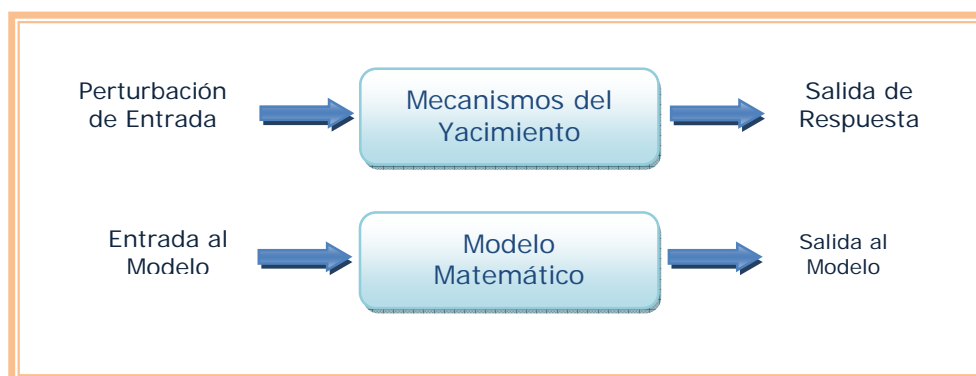 Perturbación
de Entrada
Mecanismos del
Yacimiento
Salida de
Respuesta
Entrada al
Modelo
Modelo
Matemático
Salida al
Modelo